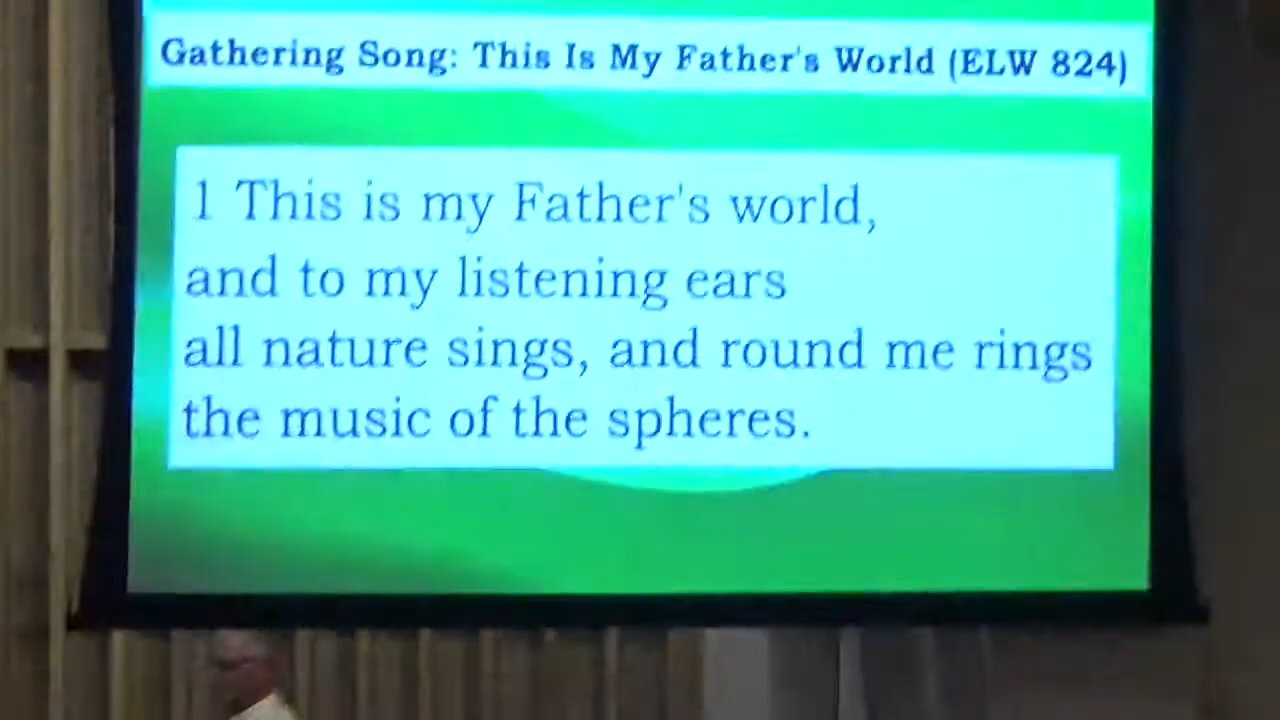 Gathering Song: This Is My Father's World (ELW 824)
1 This is my Father's world,
and to my listening ears
all nature sings, and round me rings
the music of the spheres.